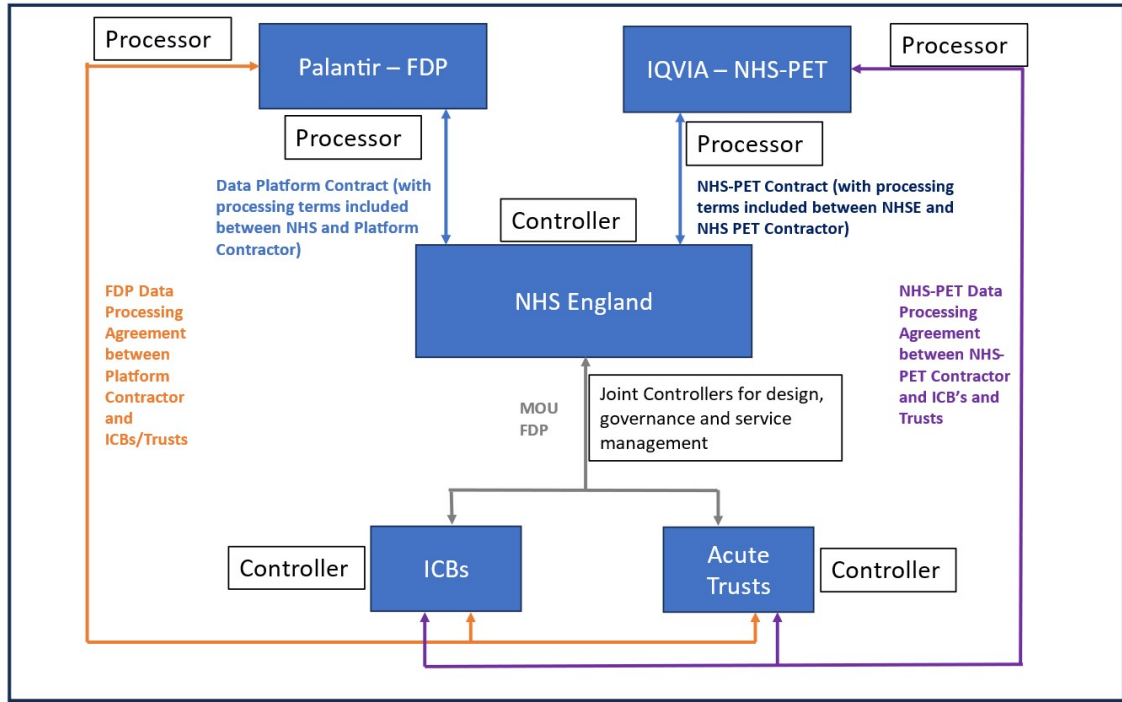 Processor
Palantir – FDP
IQVIA – NHS-PET
Processor
Processor
Processor
Data Platform Contract (with
processing terms included
between NHS and Platform
Contractor)
NHS-PET Contract (with processing
terms included between NHSE and
NHS PET Contractor)
Controller
NHS England
FDP Data
Processing
Agreement
between
Platform
Contractor
and
ICBs/Trusts
NHS-PET Data
Processing
Agreement
between NHS-
PET Contractor
and ICB's and
Trusts
MOU
FDP
Joint Controllers for design,
governance and service
management
Controller
ICBs
Acute
Trusts
Controller